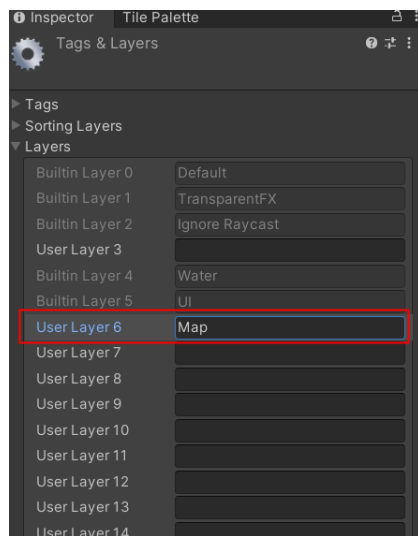 Inspector Tile Palette
Tags & Layers
Tags
Sorting Layers
Layers
Builtin Layer 0 Default
Builtin Layer 1 TransparentFX
Builtin Layer 2 Ignore Raycast
User Layer 3
Builtin Layer 4 Water
Builtin Layer 5 UI
User Layer 6 Map
User Layer 7
User Layer 8
User Layer 9
User Layer 10
User Layer 11
User Layer 12
User Layer 13
User Layer 14